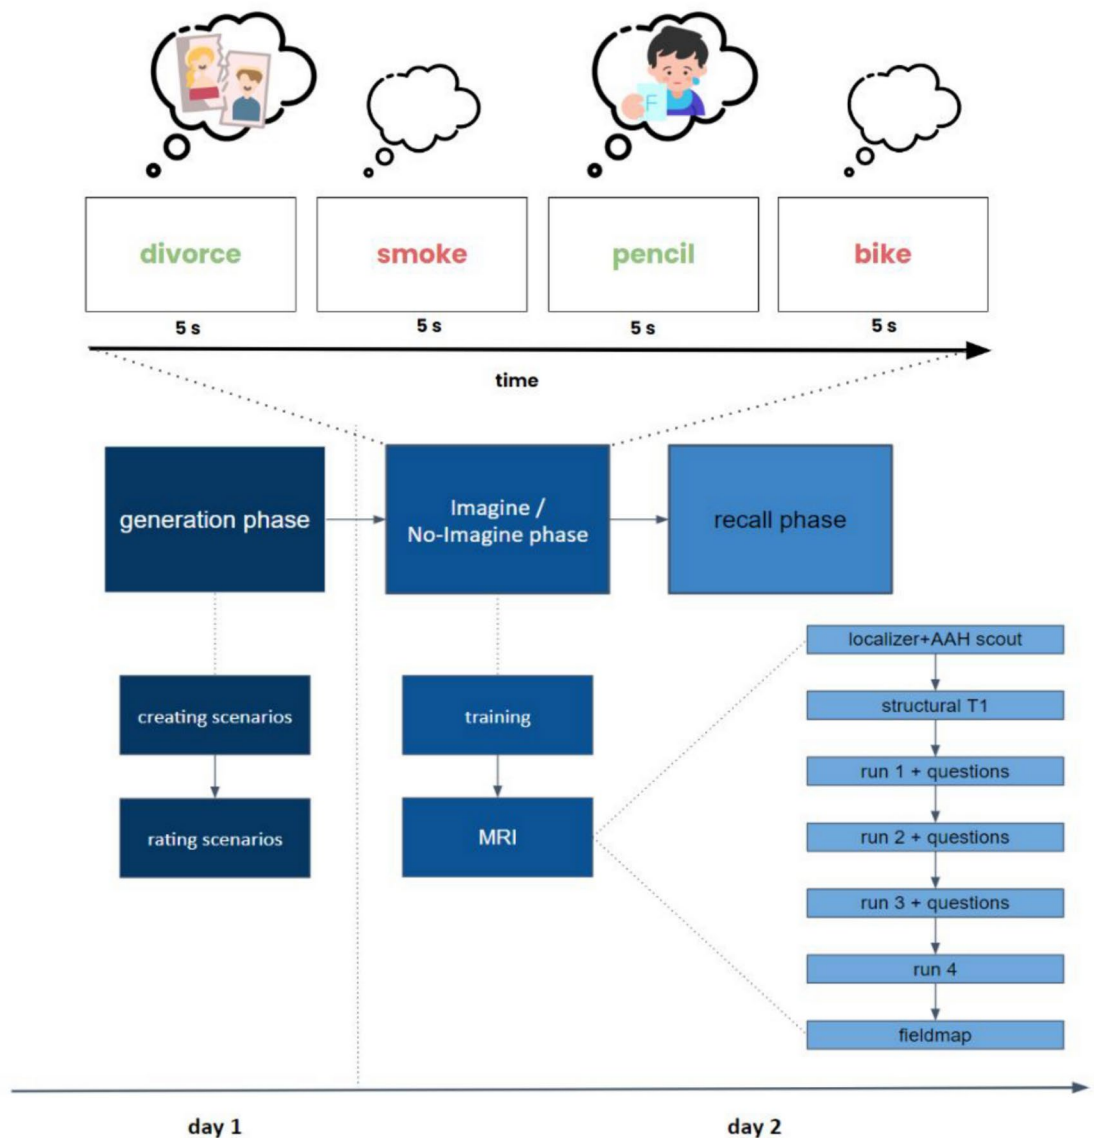 F
divorce
smoke
pencil
bike
5 s
5 s
5 s
5 s
time
generation phase
Imagine /
No-Imagine phase
recall phase
creating scenarios
rating scenarios
training
MRI
localizer+AAH scout
structural T1
run 1 + questions
run 2 + questions
run 3 + questions
run 4
fieldmap
day 1
day 2